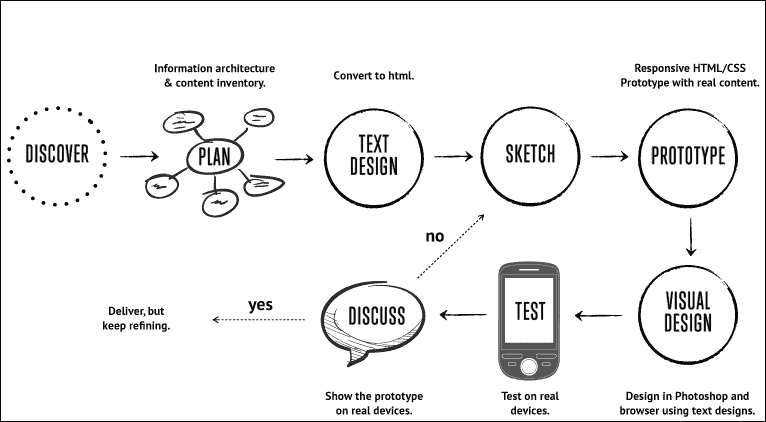 Information architecture
& content inventory.
Convert to html.
Responsive HTML/CSS
Prototype with real content.
DISCOVER
PLAN
TEXT
DESIGN
SKETCH
PROTOTYPE
no
VISUAL
DESIGN
TEST
DISCUSS
yes
Deliver, but
keep refining.
Show the prototype
on real devices.
Test on real
devices.
Design in Photoshop and
browser using text designs.